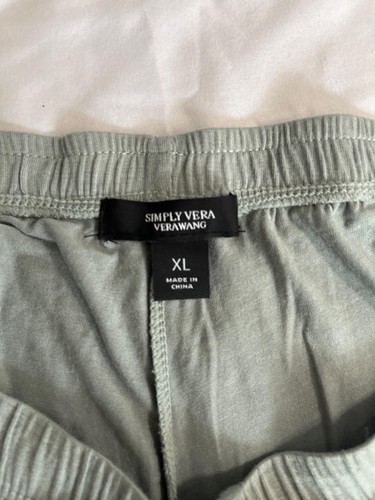 SIMPLY VERA
VERAWANG
XL
MADE IN
CHINA